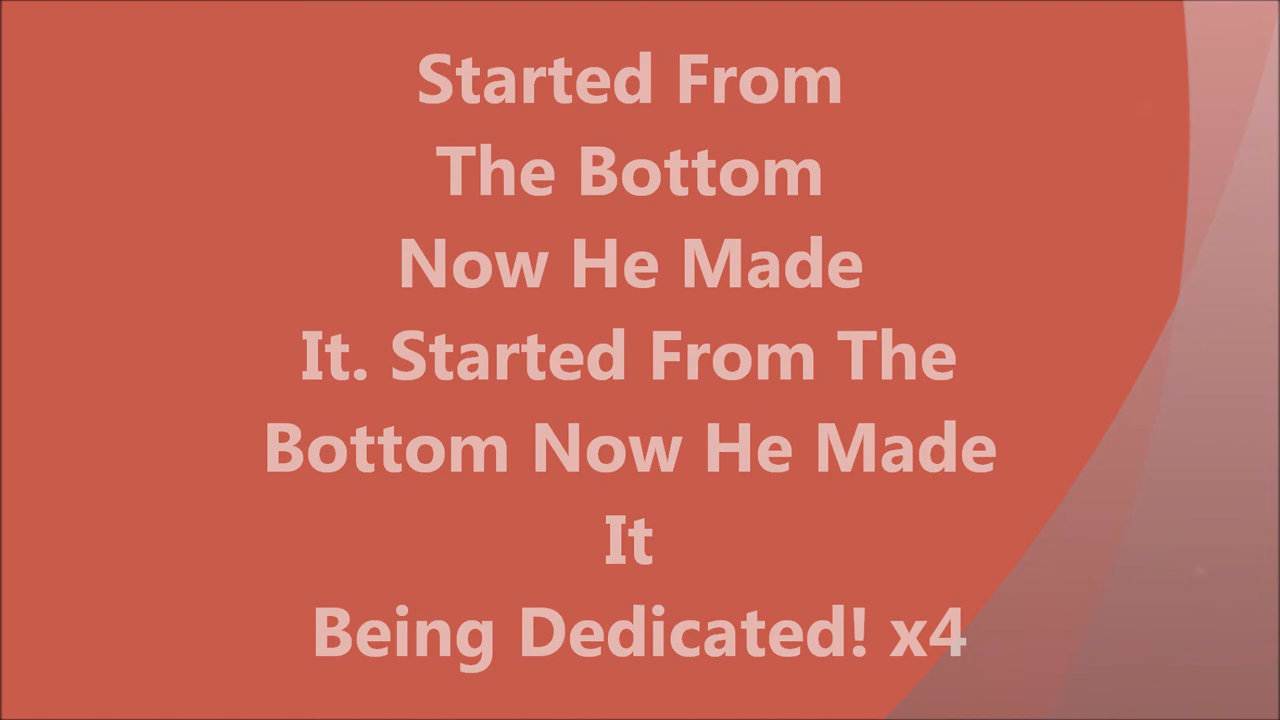 Started From
The Bottom
Now He Made
It. Started From The
Bottom Now He Made
It
Being Dedicated! x4